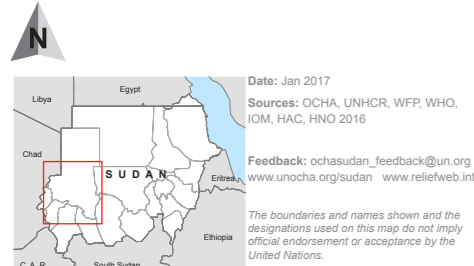 N
Egypt
Libya
Chad
SUDAN
Eritrea
Ethiopia
C. A. R.
South Sudan
Date: Jan 2017
Sources: OCHA, UNHCR, WFP, WHO,
IOM, HAC, HNO 2016
Feedback: ochasudan_feedback@un.org
www.unocha.org/sudan www.reliefweb.int
The boundaries and names shown and the
designations used on this map do not imply
official endorsement or acceptance by the
United Nations.